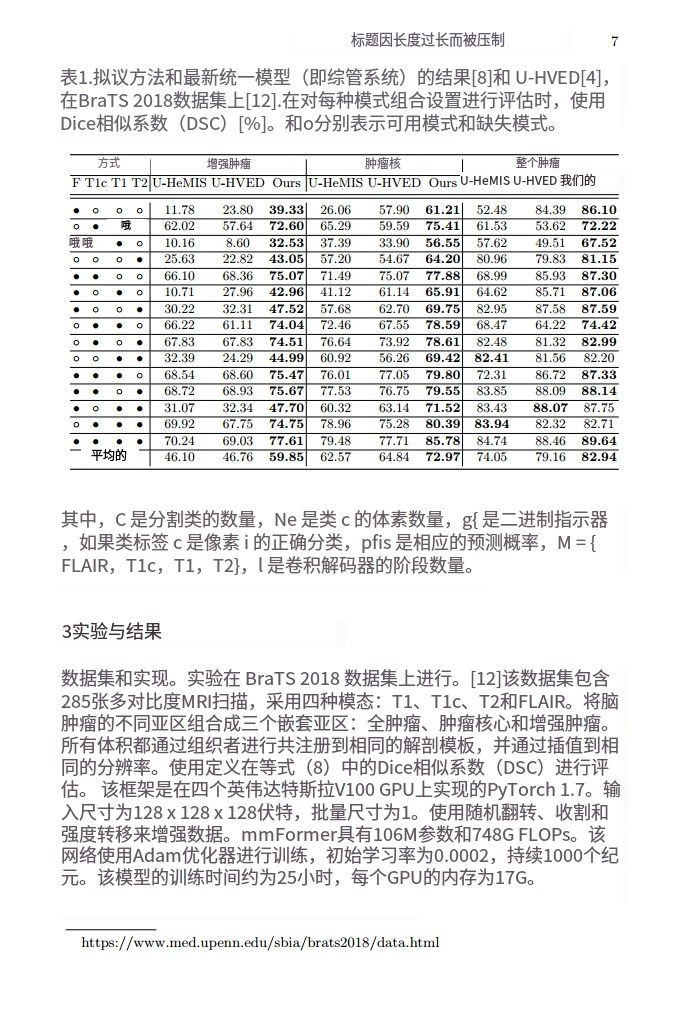 标题因长度过长而被压制 7
表1.拟议方法和最新统一模型（即综管系统）的结果[8]和 U-HVED[4]，
在BraTS 2018数据集上[12].在对每种模式组合设置进行评估时，使用
Dice相似系数（DSC）[%]。和o分别表示可用模式和缺失模式。
方式 增强肿瘤 肿瘤核 整个肿瘤
F T1c T1 T2 U-HeMIS U-HVED Ours U-HeMIS U-HVED Ours U-HeMIS U-HVED 我们的
● ○ ○ ○ 11.78 23.80 39.33 26.06 57.90 61.21 52.48 84.39 86.10
○ ● 哦 62.02 57.64 72.60 65.29 59.59 75.41 61.53 53.62 72.22
哦 哦 ● ○ 10.16 8.60 32.53 37.39 33.90 56.55 57.62 49.51 67.52
○ ○ ○ ● 25.63 22.82 43.05 57.20 54.67 64.20 80.96 79.83 81.15
● ● ○ ○ 66.10 68.36 75.07 71.49 75.07 77.88 68.99 85.93 87.30
● ○ ● ○ 10.71 27.96 42.96 41.12 61.14 65.91 64.62 85.71 87.06
● ○ ○ ● 30.22 32.31 47.52 57.68 62.70 69.75 82.95 87.58 87.59
○ ● ● ○ 66.22 61.11 74.04 72.46 67.55 78.59 68.47 64.22 74.42
○ ● ○ ● 67.83 67.83 74.51 76.64 73.92 78.61 82.48 81.32 82.99
○ ○ ● ● 32.39 24.29 44.99 60.92 56.26 69.42 82.41 81.56 82.20
● ● ● ○ 68.54 68.60 75.47 76.01 77.05 79.80 72.31 86.72 87.33
● ● ○ ● 68.72 68.93 75.67 77.53 76.75 79.55 83.85 88.09 88.14
● ○ ● ● 31.07 32.34 47.70 60.32 63.14 71.52 83.43 88.07 87.75
○ ● ● ● 69.92 67.75 74.75 78.96 75.28 80.39 83.94 82.32 82.71
● ● ● ● 70.24 69.03 77.61 79.48 77.71 85.78 84.74 88.46 89.64
平均的 46.10 46.76 59.85 62.57 64.84 72.97 74.05 79.16 82.94
其中，C 是分割类的数量，Ne 是类 c 的体素数量，g{ 是二进制指示器
，如果类标签 c 是像素 i 的正确分类，pfis 是相应的预测概率，M = {
FLAIR，T1c，T1，T2}，l 是卷积解码器的阶段数量。
3实验与结果
数据集和实现。实验在 BraTS 2018 数据集上进行。[12]该数据集包含
285张多对比度MRI扫描，采用四种模态：T1、T1c、T2和FLAIR。将脑
肿瘤的不同亚区组合成三个嵌套亚区：全肿瘤、肿瘤核心和增强肿瘤。
所有体积都通过组织者进行共注册到相同的解剖模板，并通过插值到相
同的分辨率。使用定义在等式（8）中的Dice相似系数（DSC）进行评
估。 该框架是在四个英伟达特斯拉V100 GPU上实现的PyTorch 1.7。输
入尺寸为128 x 128 x 128伏特，批量尺寸为1。使用随机翻转、收割和
强度转移来增强数据。mmFormer具有106M参数和748G FLOPs。该
网络使用Adam优化器进行训练，初始学习率为0.0002，持续1000个纪
元。该模型的训练时间约为25小时，每个GPU的内存为17G。
https://www.med.upenn.edu/sbia/brats2018/data.html